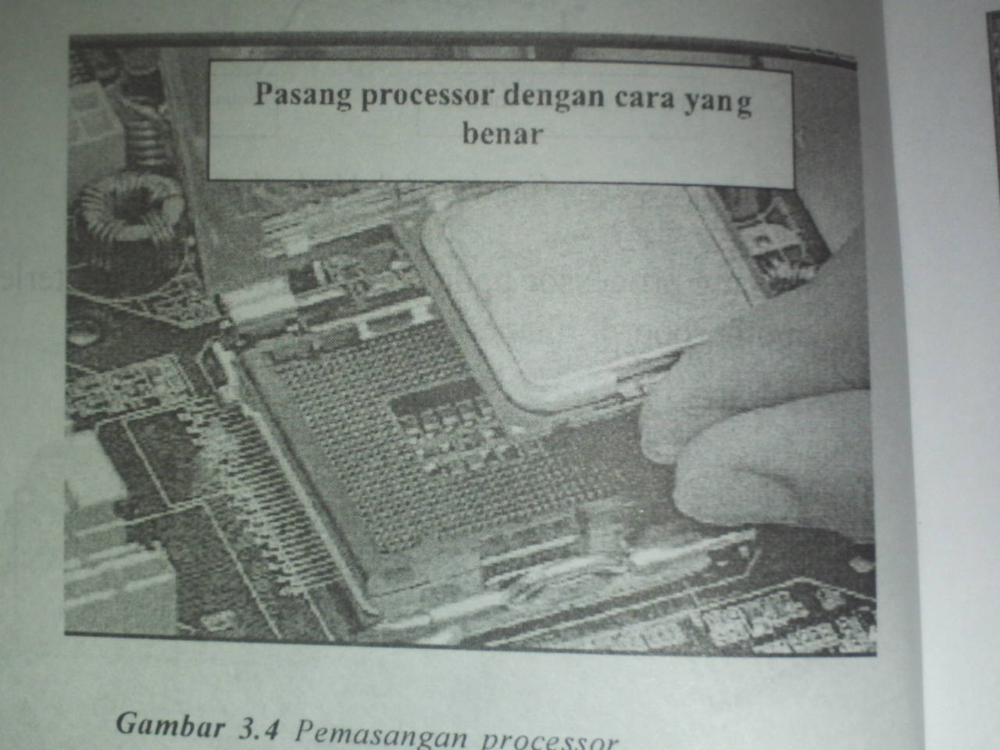 Pasang processor dengan cara yang
benar
Gambar 3.4 Pemasangan processor